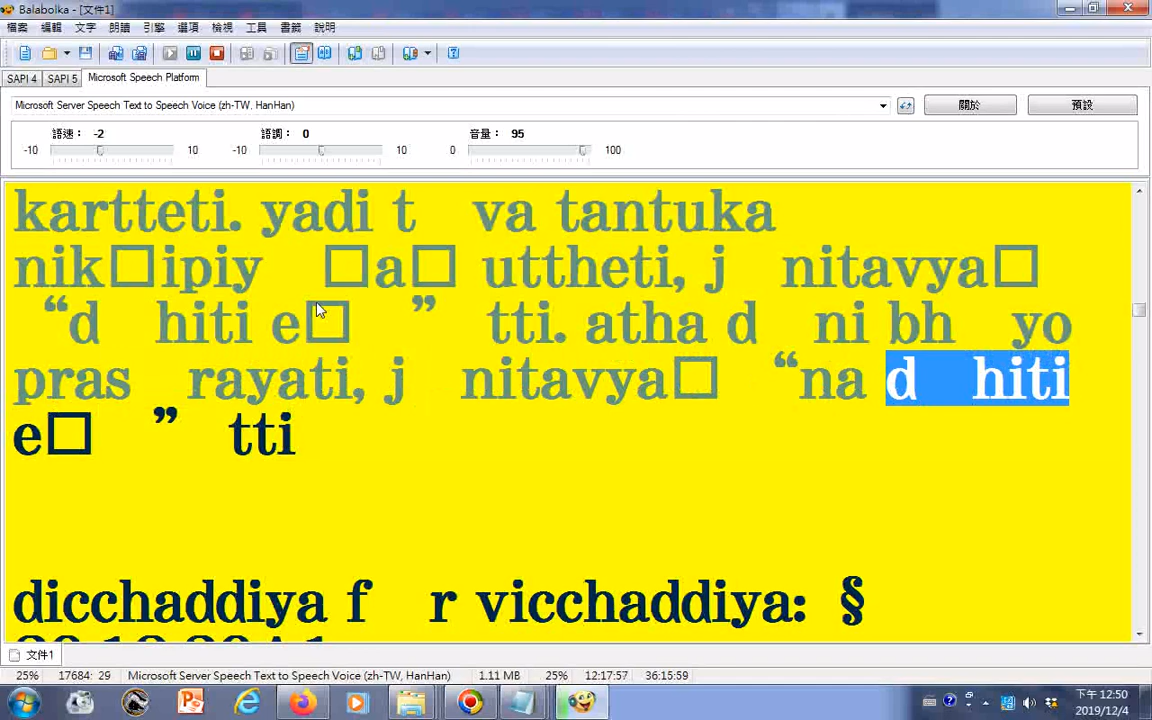 Balabolka - [文件1]
檔案 編輯 文字 朗讀 引擎 選項 檢視 工具 書籤 說明
SAPI 4 SAPI 5 Microsoft Speech Platform
Microsoft Server Speech Text to Speech Voice (zh-TW, HanHan) 關於 預設
語速： -2 語調： 0 音量： 95
-10 10 -10 10 0 100
kartteti. yadi t va tantuka
nik□ipiy □a□ uttheti, j nitavya□
“d hiti e□ ” tti. atha d ni bh yo
pras rayati, j nitavya□ “na d hiti
e□ ” tti
dicchaddiya f r vicchaddiya: §
文件1
25% 17684: 29 Microsoft Server Speech Text to Speech Voice (zh-TW, HanHan) 1.11 MB 25% 12:17:57 36:15:59
下午 12:50
2019/12/4